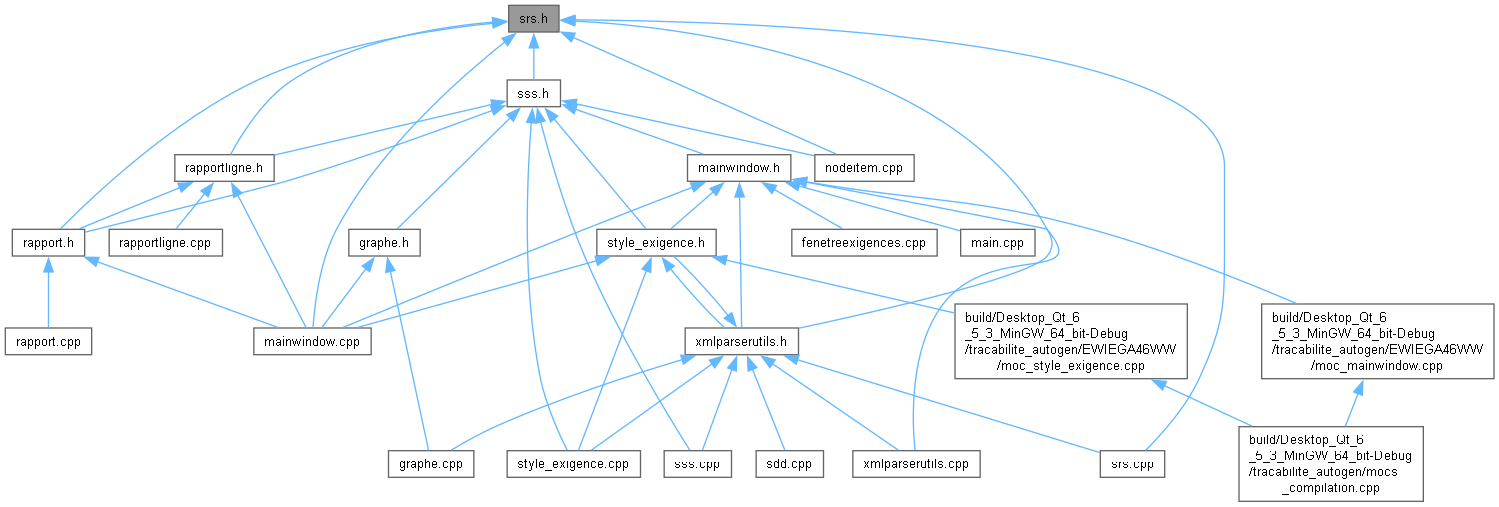 srs.h
sss.h
rapportligne.h
mainwindow.h
nodeitem.cpp
rapport.h
rapportligne.cpp
graphe.h
style_exigence.h
fenetreexigences.cpp
main.cpp
rapport.cpp
mainwindow.cpp
xmlparserutils.h
build/Desktop_Qt_6
_5_3_MinGW_64_bit-Debug
/tracabilite_autogen/EWIEGA46WW
/moc_style_exigence.cpp
build/Desktop_Qt_6
_5_3_MinGW_64_bit-Debug
/tracabilite_autogen/EWIEGA46WW
/moc_mainwindow.cpp
graphe.cpp
style_exigence.cpp
sss.cpp
sdd.cpp
xmlparserutils.cpp
srs.cpp
build/Desktop_Qt_6
_5_3_MinGW_64_bit-Debug
/tracabilite_autogen/mocs
_compilation.cpp